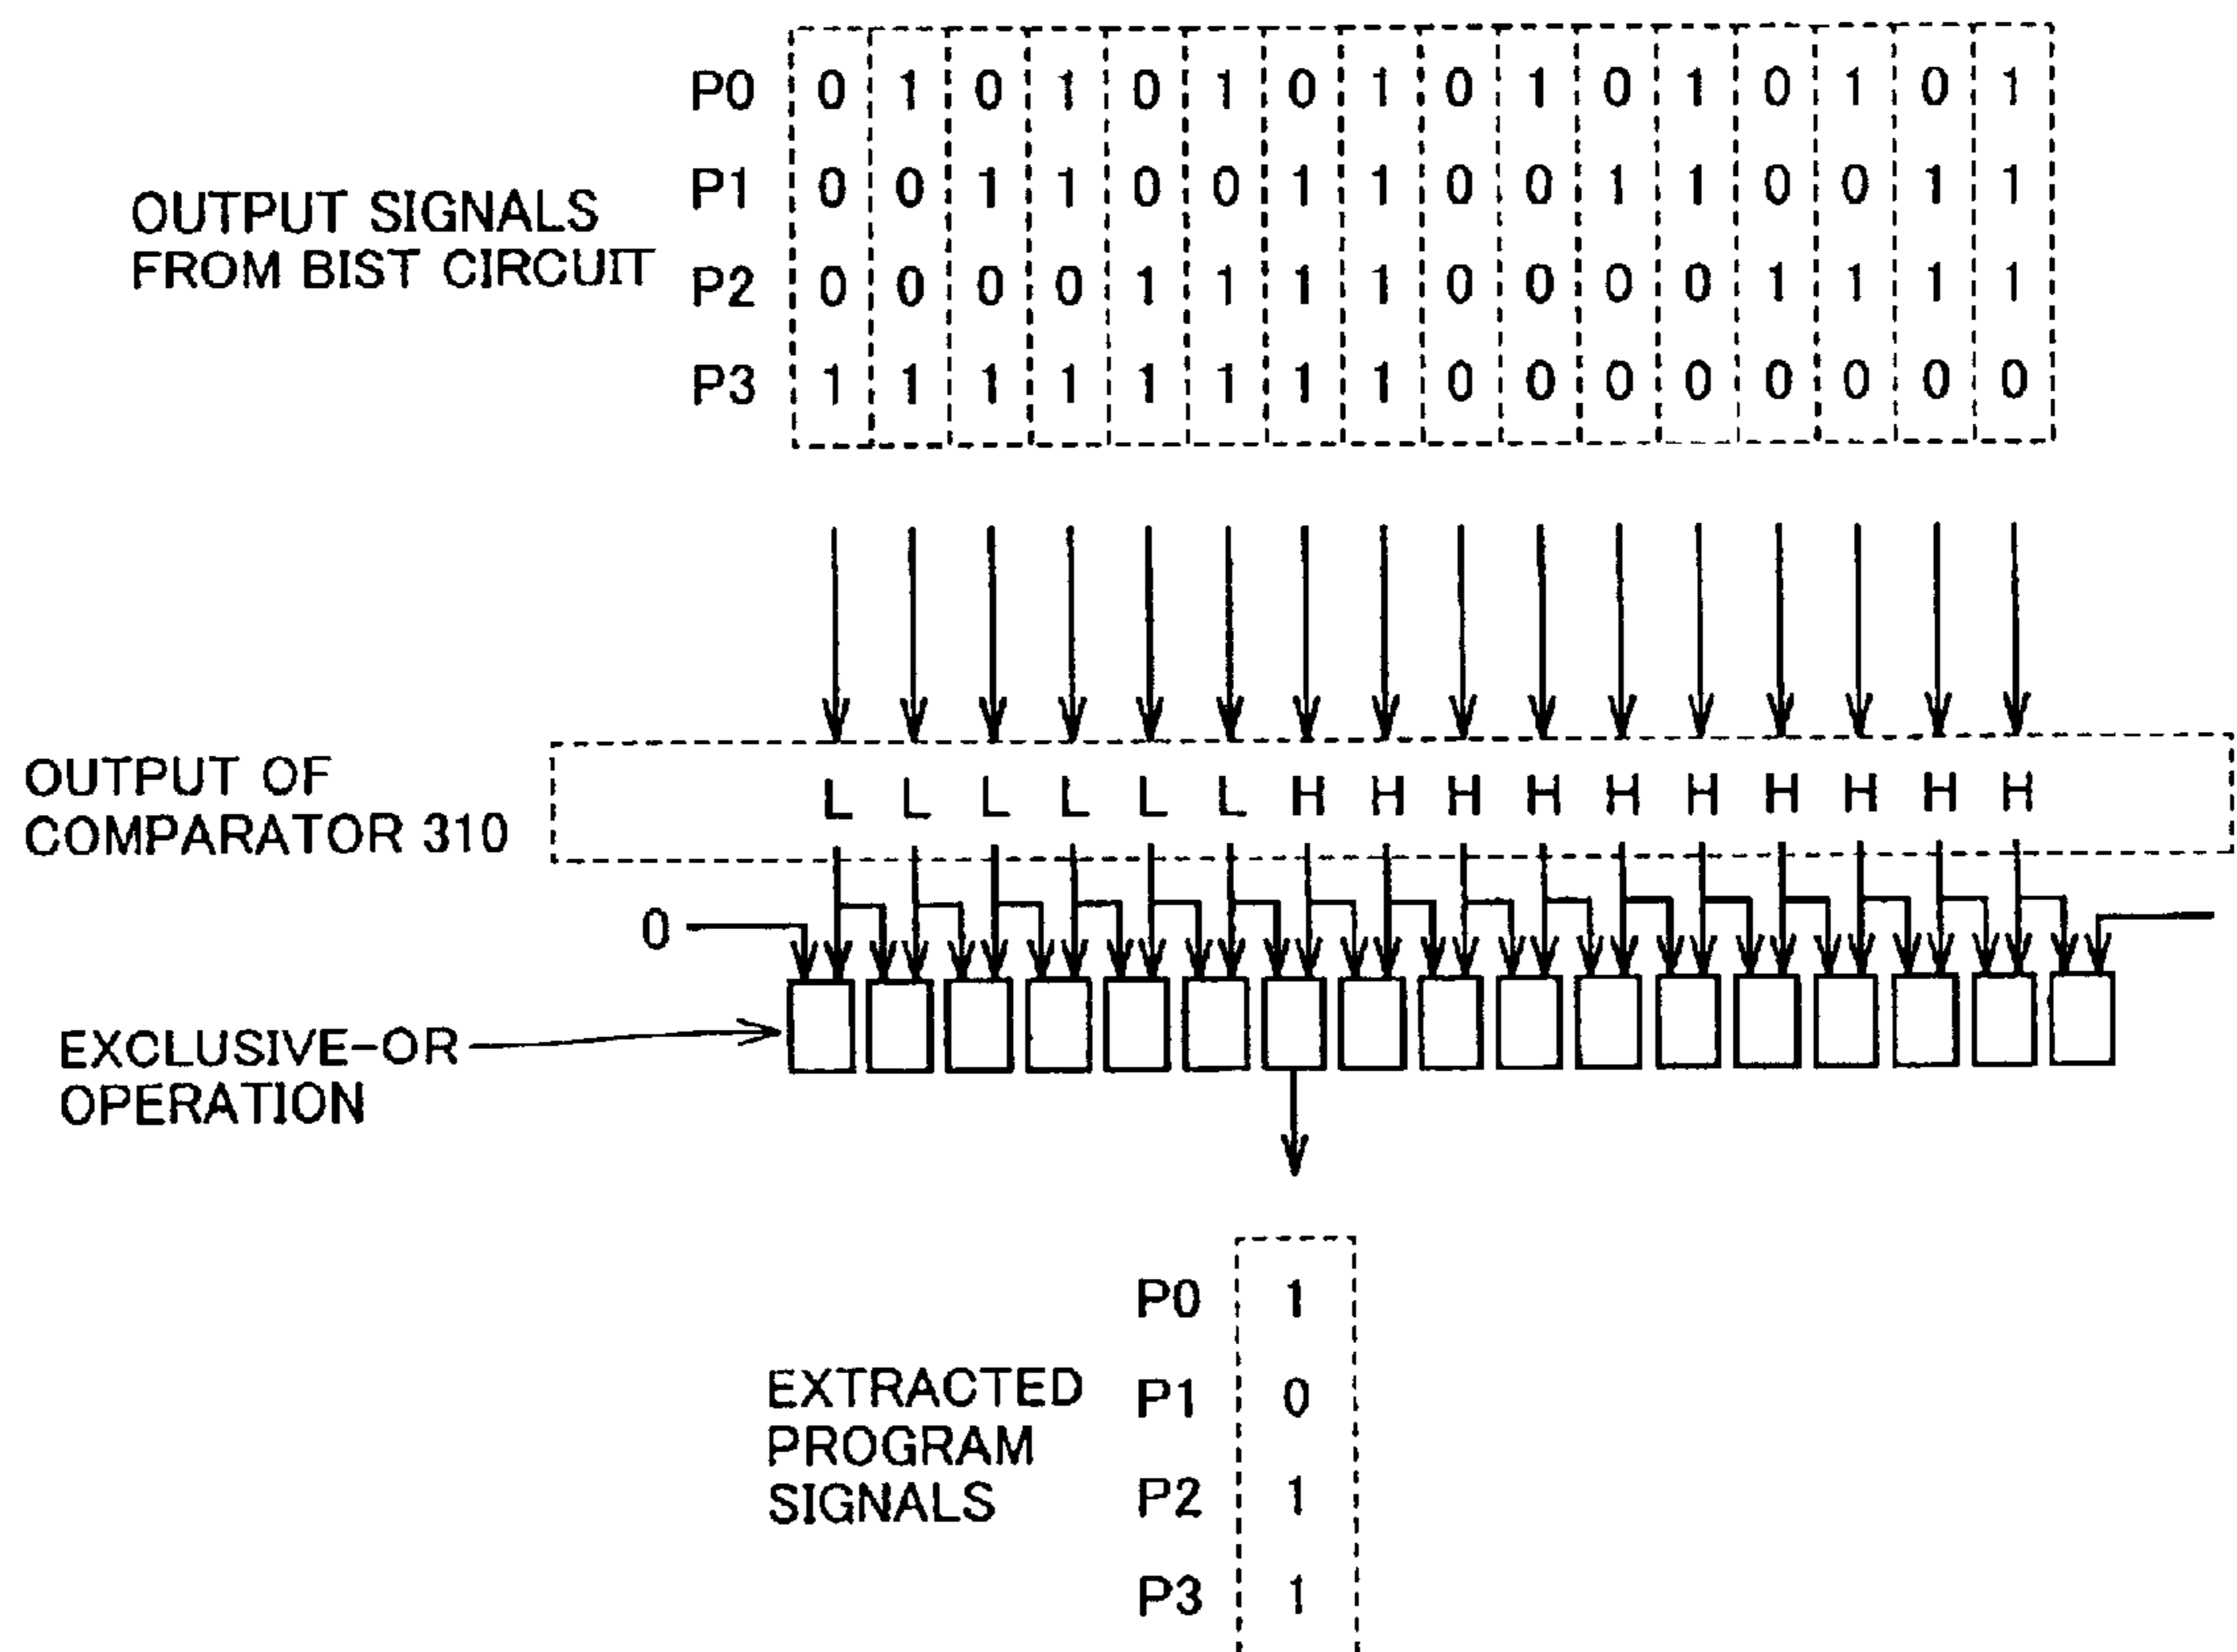 P0 0 1 0 1 0 1 0 1 0 1 0 1 0 1 0 1
OUTPUT SIGNALS
FROM BIST CIRCUIT
P1 0 0 1 1 0 0 1 1 0 0 1 1 0 0 1 1
P2 0 0 0 0 1 1 1 1 0 0 0 0 1 1 1 1
P3 1 1 1 1 1 1 1 1 0 0 0 0 0 0 0 0
OUTPUT OF
COMPARATOR 310
L L L L L L H H H H H H H H H H
0
EXCLUSIVE-OR
OPERATION
P0 1
EXTRACTED
PROGRAM
SIGNALS
P1 0
P2 1
P3 1